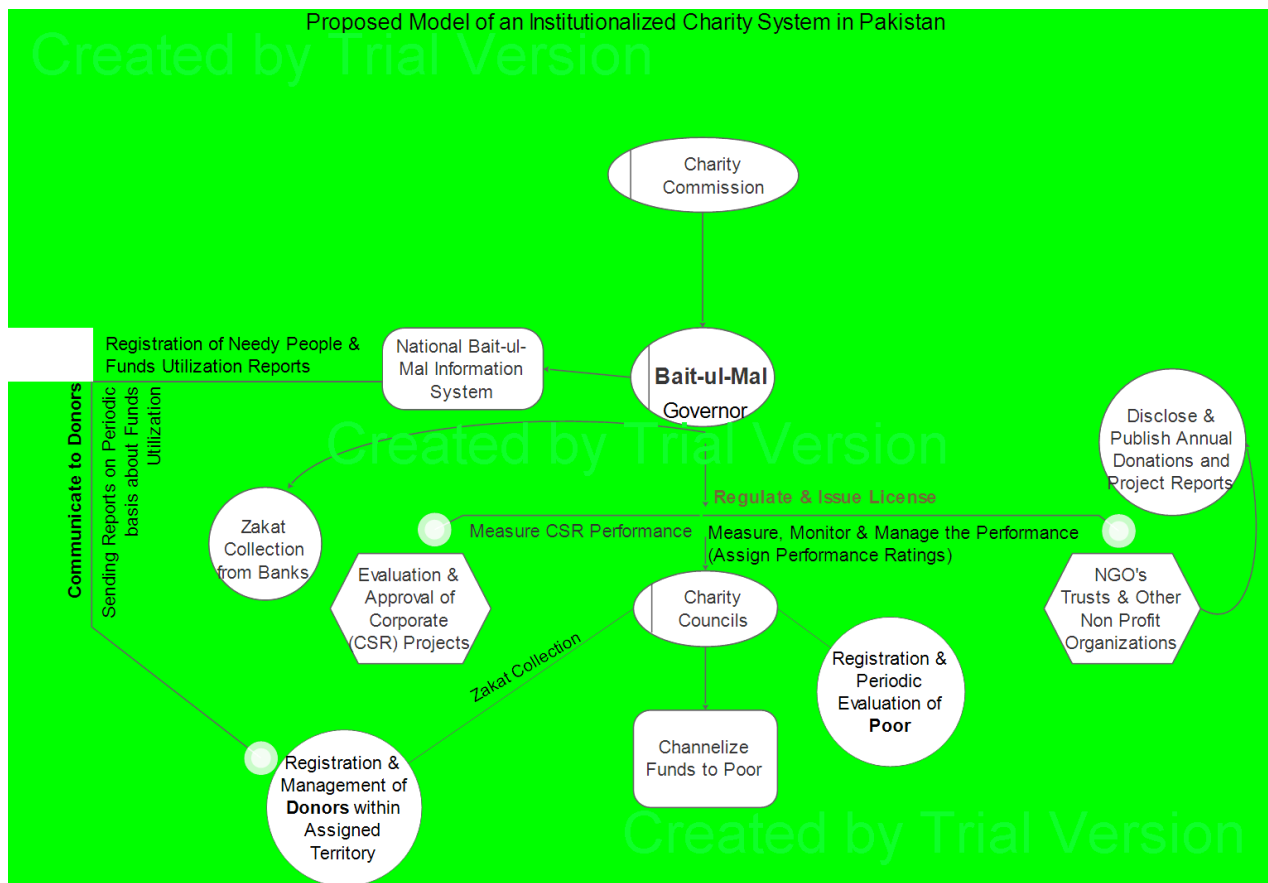 Proposed Model of an Institutionalized Charity System in Pakistan
Created by Trial Version
Charity
Commission
Registration of Needy People &
Funds Utilization Reports
National Bait-ul-
Mal Information
System
Bait-ul-Mal
Governor
Communicate to Donors
Sending Reports on Periodic
basis about Funds
Utilization
Created by Trial Version
Disclose &
Publish Annual
Donations and
Project Reports
Zakat
Collection
from Banks
Regulate & Issue License
Measure CSR Performance
Measure, Monitor & Manage the Performance
(Assign Performance Ratings)
Evaluation &
Approval of
Corporate
(CSR) Projects
Charity
Councils
NGO's
Trusts & Other
Non Profit
Organizations
Zakat Collection
Registration &
Periodic
Evaluation of
Poor
Channelize
Funds to Poor
Registration &
Management of
Donors within
Assigned
Territory
Created by Trial Version